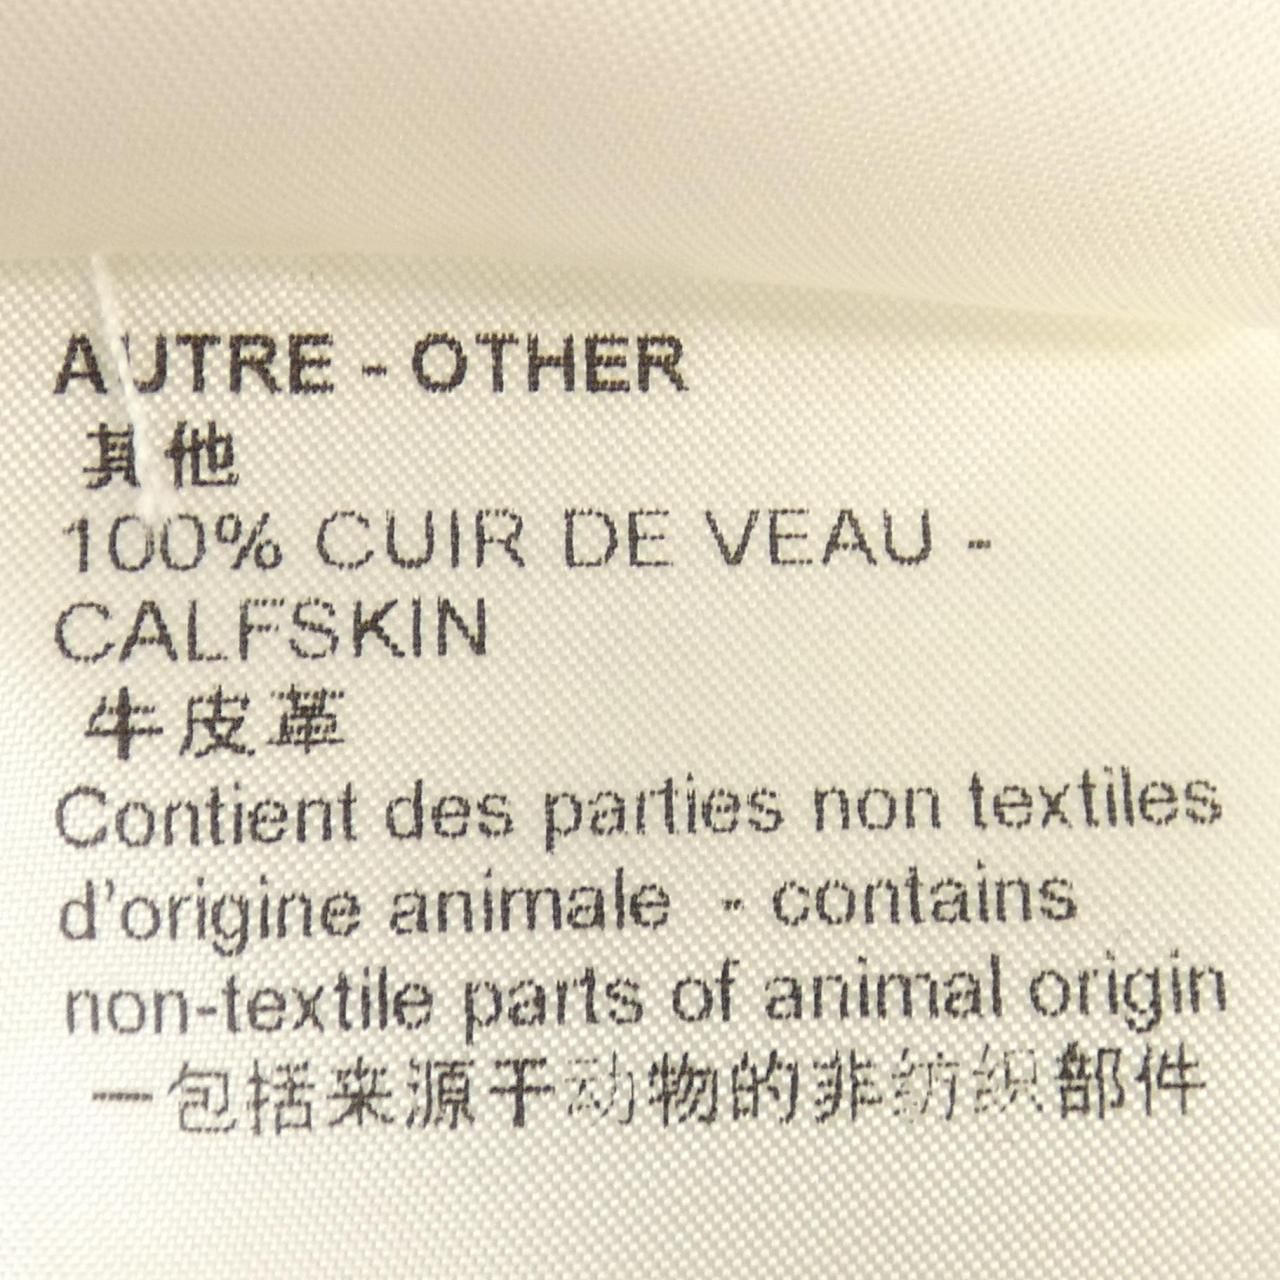 AUTRE - OTHER
其他
100% CUIR DE VEAU -
CALFSKIN
牛皮革
Contient des parties non textiles
d'origine animale - contains
non-textile parts of animal origin
一包括来源于动物的非纺织部件